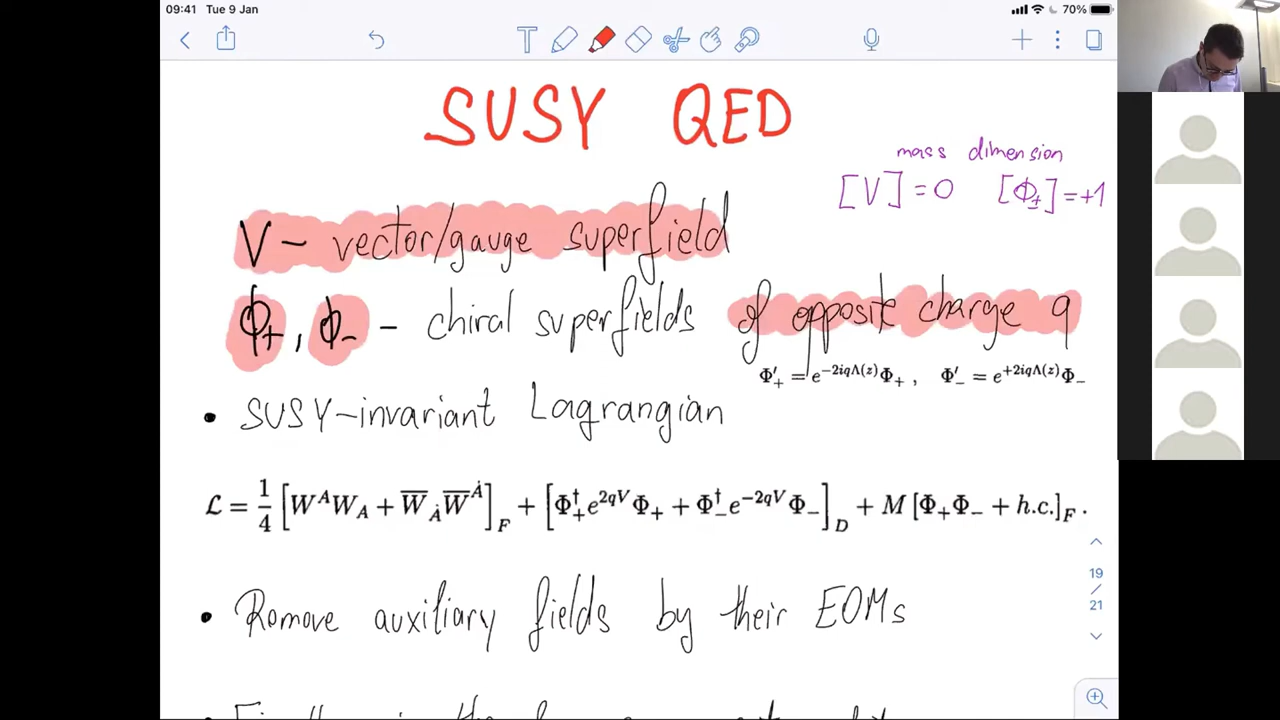 09:41 Tue 9 Jan
70%
SUSY QED
mass dimension
[V] = 0 [Φ±] = +1
V – vector/gauge superfield
Φ₊, Φ₋ – chiral superfields of opposite charge q
Φ′₊ = e^{-2iqΛ(z)}Φ₊ , Φ′₋ = e^{+2iqΛ(z)}Φ₋
• SUSY-invariant Lagrangian
ℒ = 1/4 [W^A W_A + W̅_Ȧ W̅^Ȧ]_F + [Φ₊† e^{2qV} Φ₊ + Φ₋† e^{-2qV} Φ₋]_D + M [Φ₊Φ₋ + h.c.]_F .
19
/
21
• Remove auxiliary fields by their EOMs